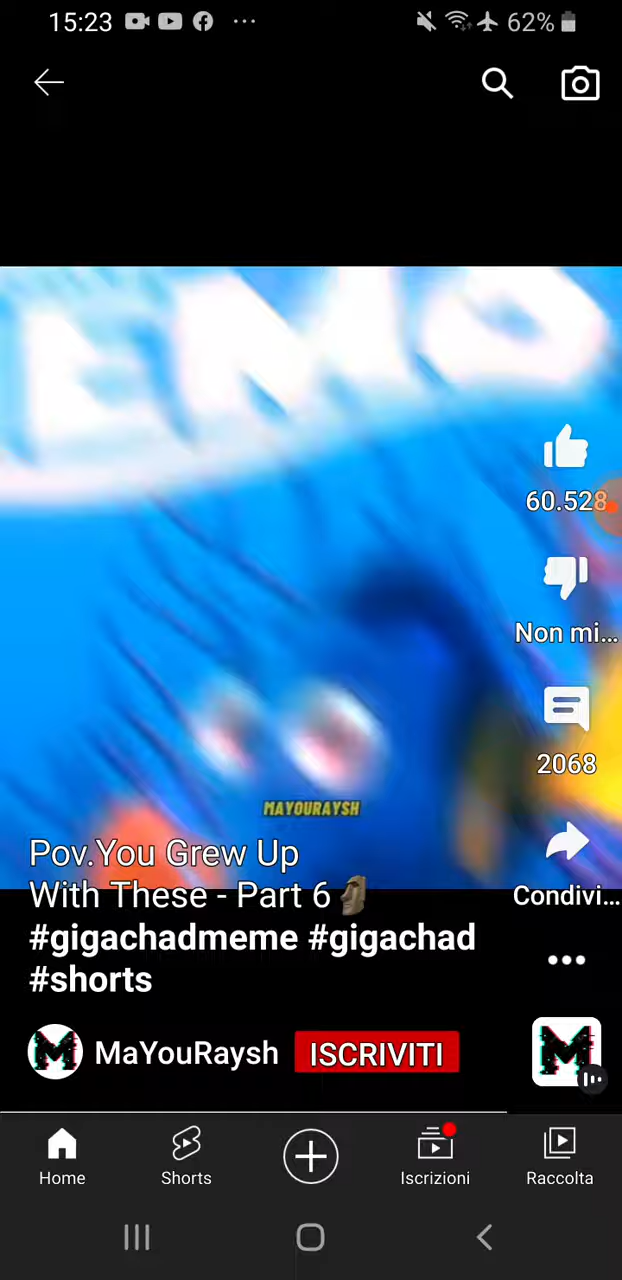 15:23
62%
EMO
60.528
Non mi...
MAYOURAYSH
2068
Pov.You Grew Up
With These - Part 6
Condivi...
#gigachadmeme #gigachad
#shorts
MaYouRaysh
ISCRIVITI
Home
Shorts
Iscrizioni
Raccolta